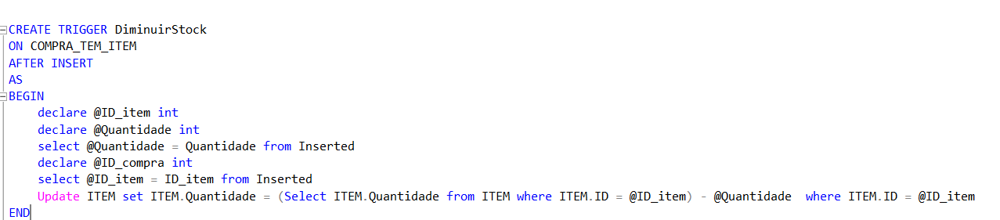 CREATE TRIGGER DiminuirStock
ON COMPRA_TEM_ITEM
AFTER INSERT
AS
BEGIN
declare @ID_item int
declare @Quantidade int
select @Quantidade = Quantidade from Inserted
declare @ID_compra int
select @ID_item = ID_item from Inserted
Update ITEM set ITEM.Quantidade = (Select ITEM.Quantidade from ITEM where ITEM.ID = @ID_item) - @Quantidade  where ITEM.ID = @ID_item
END